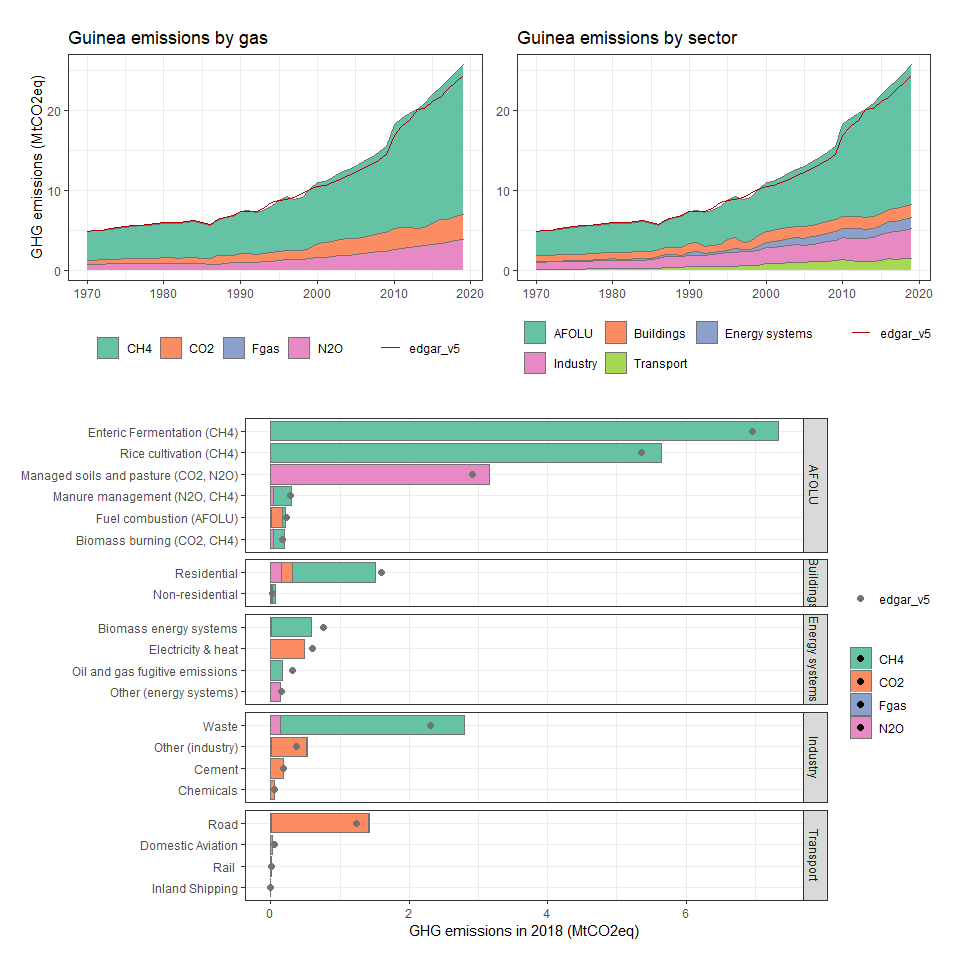 Guinea emissions by gas
GHG emissions (MtCO2eq)
20
10
0
1970 1980 1990 2000 2010 2020
CH4 CO2 Fgas N2O edgar_v5
Guinea emissions by sector
20
10
0
1970 1980 1990 2000 2010 2020
AFOLU Buildings Energy systems edgar_v5
Industry Transport
Enteric Fermentation (CH4)
Rice cultivation (CH4)
Managed soils and pasture (CO2, N2O)
Manure management (N2O, CH4)
Fuel combustion (AFOLU)
Biomass burning (CO2, CH4)
AFOLU
Residential
Non-residential
Buildings
Biomass energy systems
Electricity & heat
Oil and gas fugitive emissions
Other (energy systems)
Energy systems
Waste
Other (industry)
Cement
Chemicals
Industry
Road
Domestic Aviation
Rail
Inland Shipping
Transport
0 2 4 6
GHG emissions in 2018 (MtCO2eq)
edgar_v5
CH4
CO2
Fgas
N2O